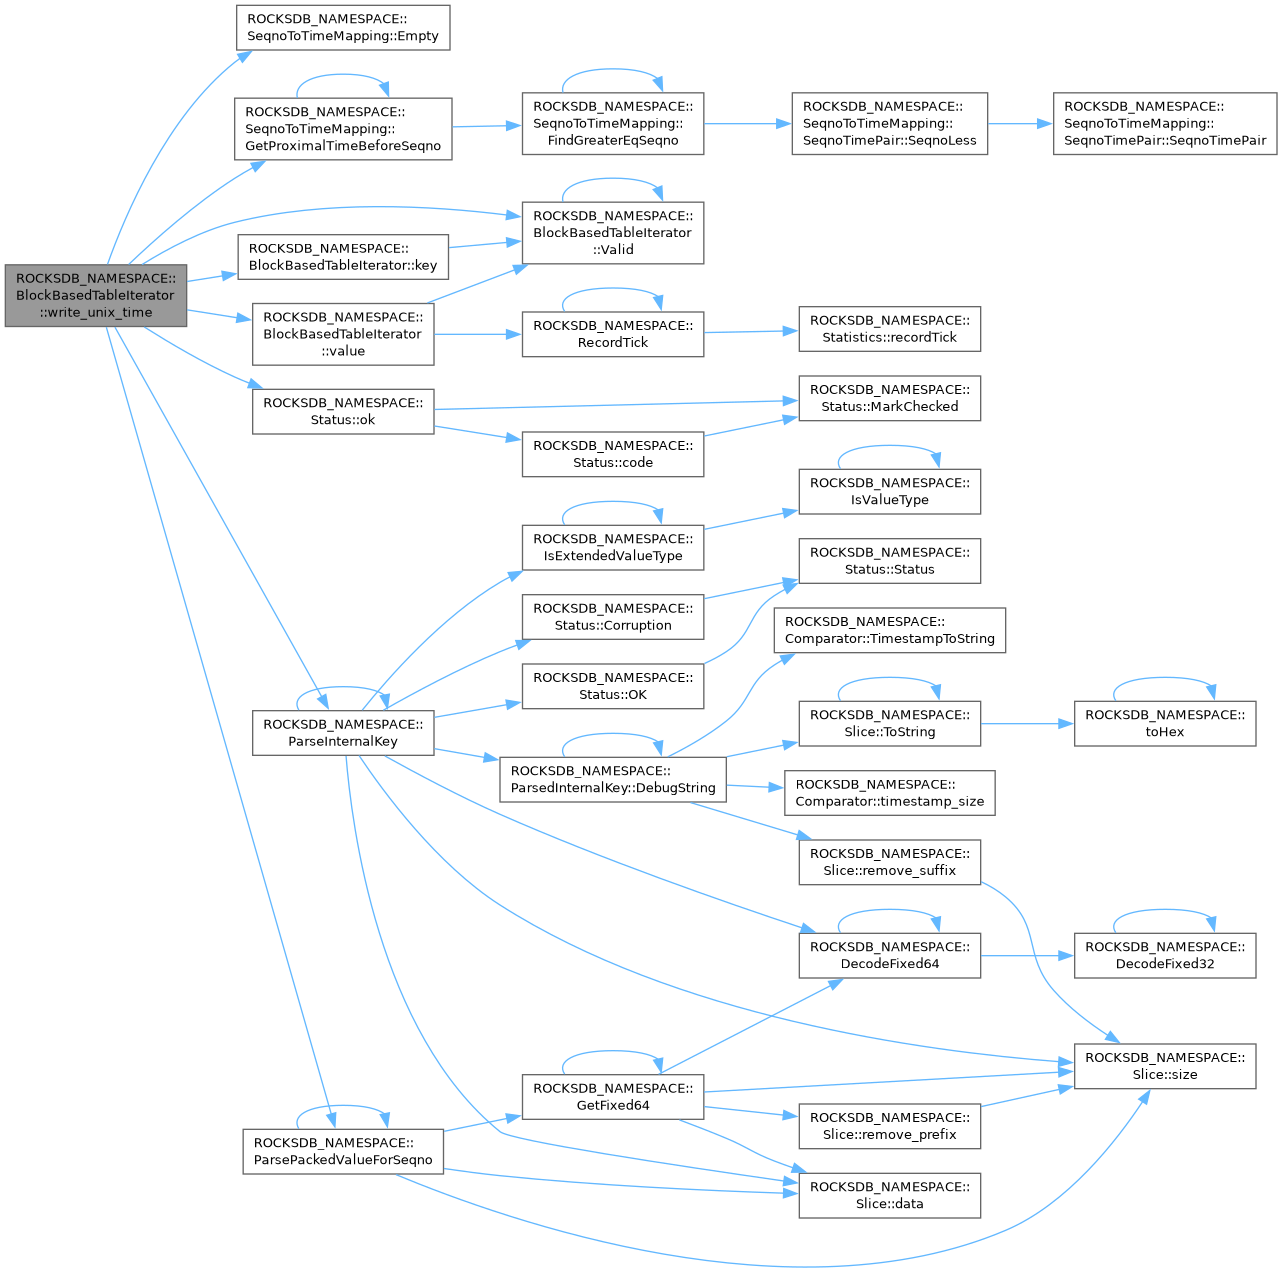 ROCKSDB_NAMESPACE::
SeqnoToTimeMapping::Empty
ROCKSDB_NAMESPACE::
SeqnoToTimeMapping::
GetProximalTimeBeforeSeqno
ROCKSDB_NAMESPACE::
SeqnoToTimeMapping::
FindGreaterEqSeqno
ROCKSDB_NAMESPACE::
SeqnoToTimeMapping::
SeqnoTimePair::SeqnoLess
ROCKSDB_NAMESPACE::
SeqnoToTimeMapping::
SeqnoTimePair::SeqnoTimePair
ROCKSDB_NAMESPACE::
BlockBasedTableIterator
::Valid
ROCKSDB_NAMESPACE::
BlockBasedTableIterator::key
ROCKSDB_NAMESPACE::
BlockBasedTableIterator
::write_unix_time
ROCKSDB_NAMESPACE::
BlockBasedTableIterator
::value
ROCKSDB_NAMESPACE::
RecordTick
ROCKSDB_NAMESPACE::
Statistics::recordTick
ROCKSDB_NAMESPACE::
Status::ok
ROCKSDB_NAMESPACE::
Status::MarkChecked
ROCKSDB_NAMESPACE::
Status::code
ROCKSDB_NAMESPACE::
IsValueType
ROCKSDB_NAMESPACE::
IsExtendedValueType
ROCKSDB_NAMESPACE::
Status::Status
ROCKSDB_NAMESPACE::
Status::Corruption
ROCKSDB_NAMESPACE::
Comparator::TimestampToString
ROCKSDB_NAMESPACE::
Status::OK
ROCKSDB_NAMESPACE::
ParseInternalKey
ROCKSDB_NAMESPACE::
Slice::ToString
ROCKSDB_NAMESPACE::
toHex
ROCKSDB_NAMESPACE::
ParsedInternalKey::DebugString
ROCKSDB_NAMESPACE::
Comparator::timestamp_size
ROCKSDB_NAMESPACE::
Slice::remove_suffix
ROCKSDB_NAMESPACE::
DecodeFixed64
ROCKSDB_NAMESPACE::
DecodeFixed32
ROCKSDB_NAMESPACE::
Slice::size
ROCKSDB_NAMESPACE::
GetFixed64
ROCKSDB_NAMESPACE::
Slice::remove_prefix
ROCKSDB_NAMESPACE::
ParsePackedValueForSeqno
ROCKSDB_NAMESPACE::
Slice::data